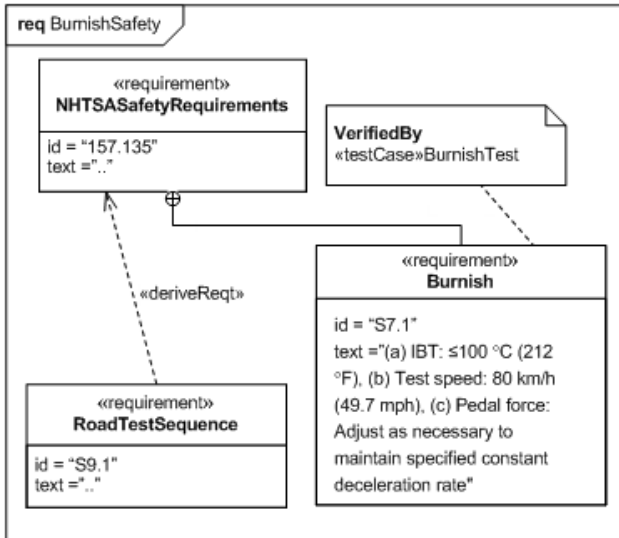 req BurnishSafety
«requirement»
NHTSASafetyRequirements
id = “157.135”
text =”..”
VerifiedBy
«testCase»BurnishTest
«deriveReqt»
«requirement»
Burnish
id = “S7.1”
text =”(a) IBT: ≤100 °C (212
°F), (b) Test speed: 80 km/h
(49.7 mph), (c) Pedal force:
Adjust as necessary to
maintain specified constant
deceleration rate"
«requirement»
RoadTestSequence
id = “S9.1”
text =”..”